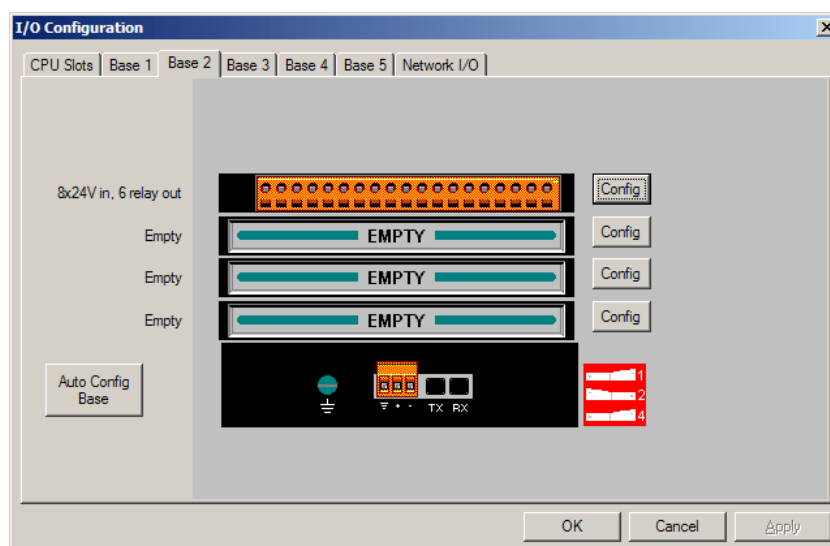 I/O Configuration
CPU Slots Base 1 Base 2 Base 3 Base 4 Base 5 Network I/O
8x24V in, 6 relay out Config
Empty EMPTY Config
Empty EMPTY Config
Empty EMPTY Config
Auto Config
Base
1
2
4
+ - TX RX
OK Cancel Apply